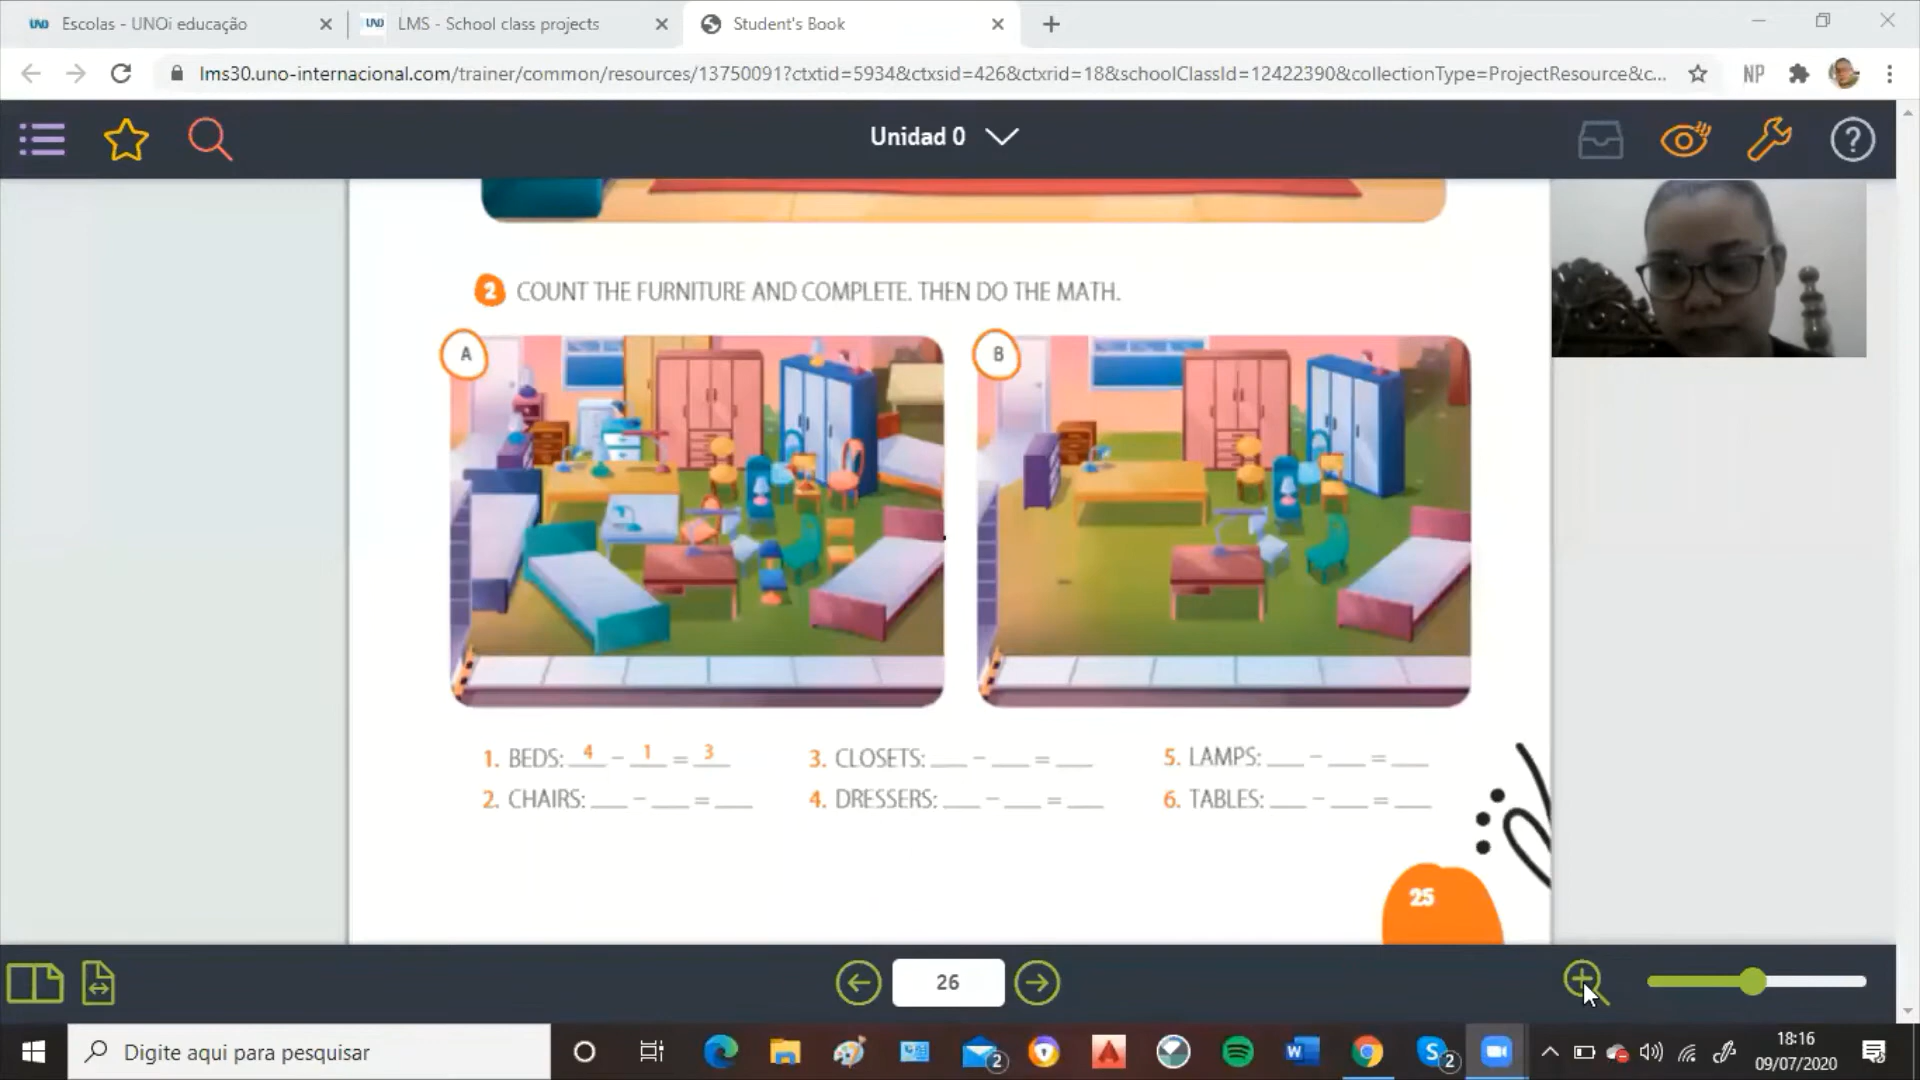 Escolas - UNOi educação
LMS - School class projects
Student's Book
lms30.uno-internacional.com/trainer/common/resources/13750091?ctxtid=5934&ctxsid=426&ctxrid=18&schoolClassId=12422390&collectionType=ProjectResource&c...
NP
Unidad 0
2 COUNT THE FURNITURE AND COMPLETE. THEN DO THE MATH.
A
B
1. BEDS: 4 - 1 = 3
3. CLOSETS: ___ - ___ = ___
5. LAMPS: ___ - ___ = ___
2. CHAIRS: ___ - ___ = ___
4. DRESSERS: ___ - ___ = ___
6. TABLES: ___ - ___ = ___
25
26
Digite aqui para pesquisar
2
2
18:16
09/07/2020